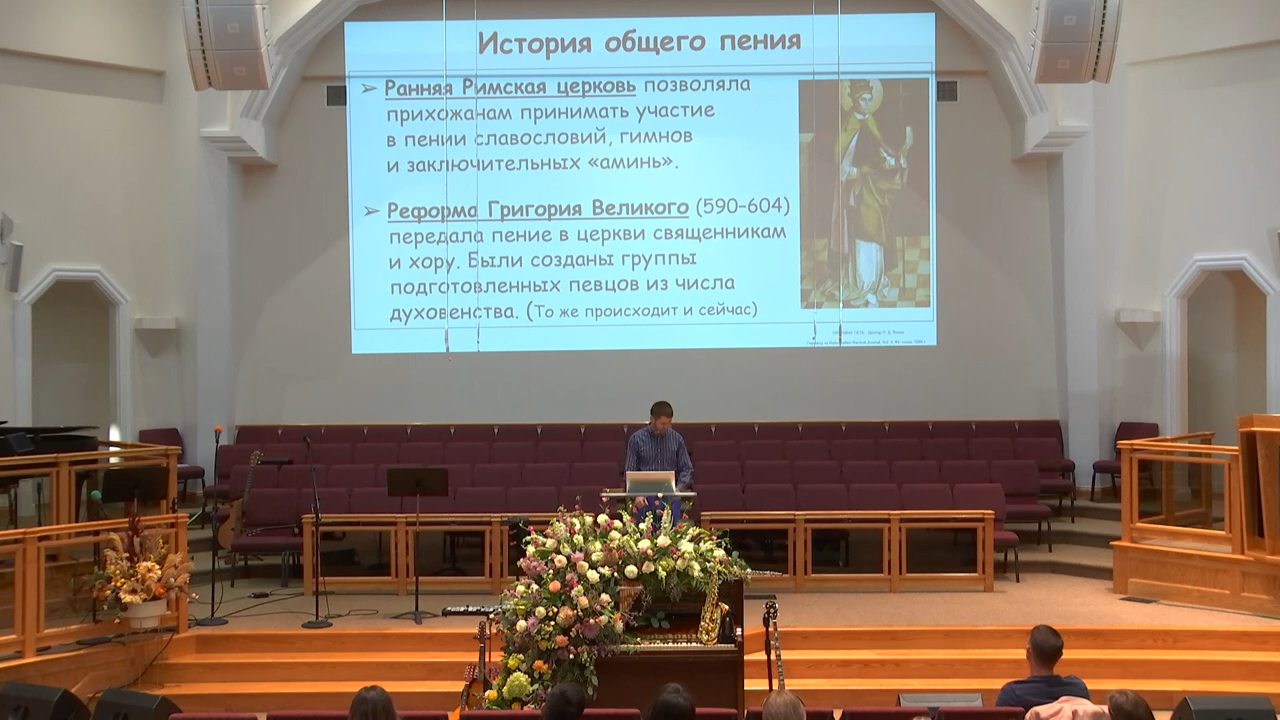 История общего пения
➢ Ранняя Римская церковь позволяла
прихожанам принимать участие
в пении славословий, гимнов
и заключительных «аминь».
➢ Реформа Григория Великого (590-604)
передала пение в церкви священникам
и хору. Были созданы группы
подготовленных певцов из числа
духовенства. (То же происходит и сейчас)